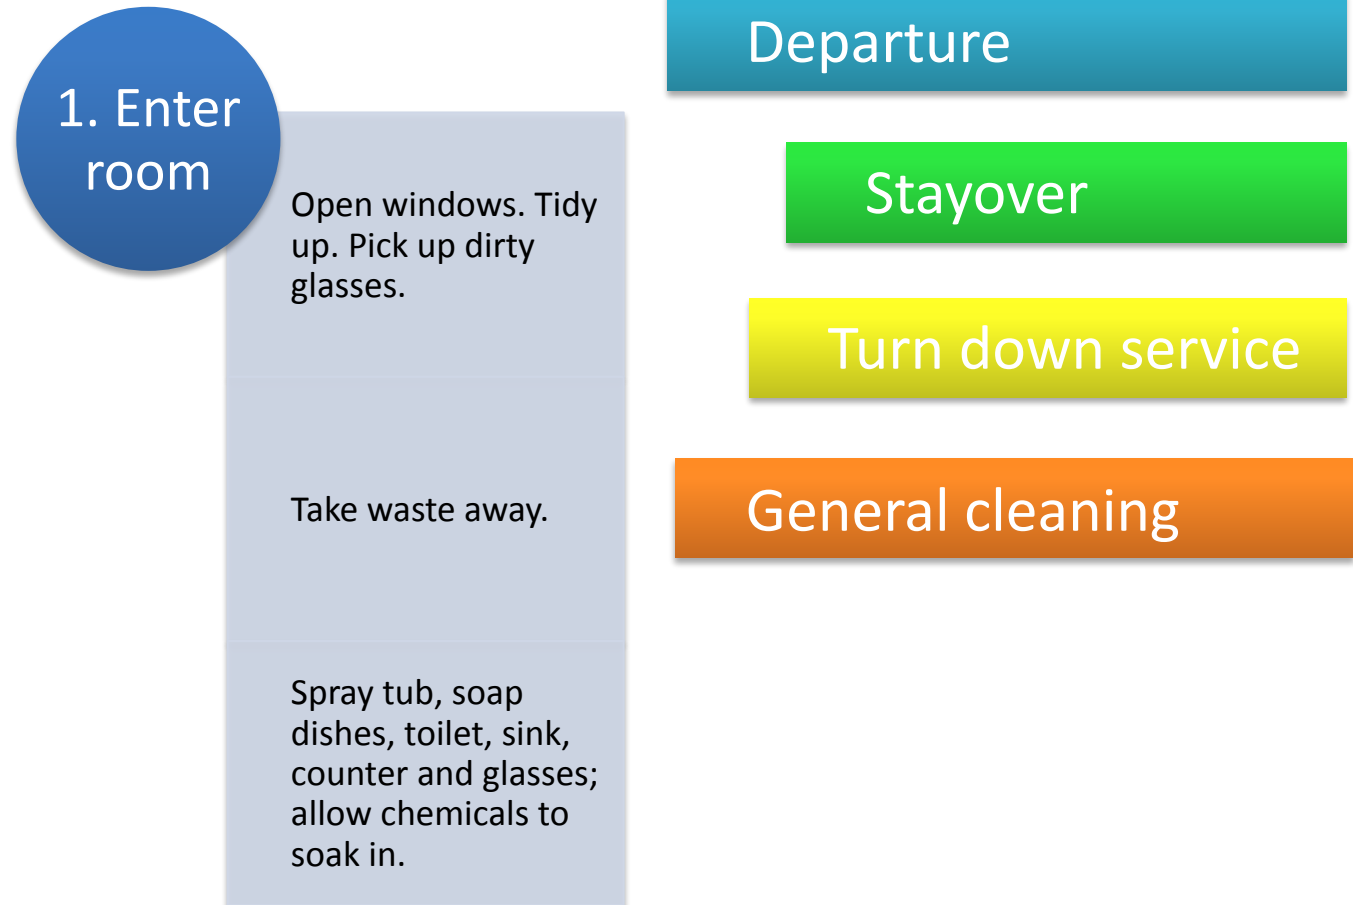 1. Enter
room
Open windows. Tidy
up. Pick up dirty
glasses.
Take waste away.
Spray tub, soap
dishes, toilet, sink,
counter and glasses;
allow chemicals to
soak in.
Departure
Stayover
Turn down service
General cleaning